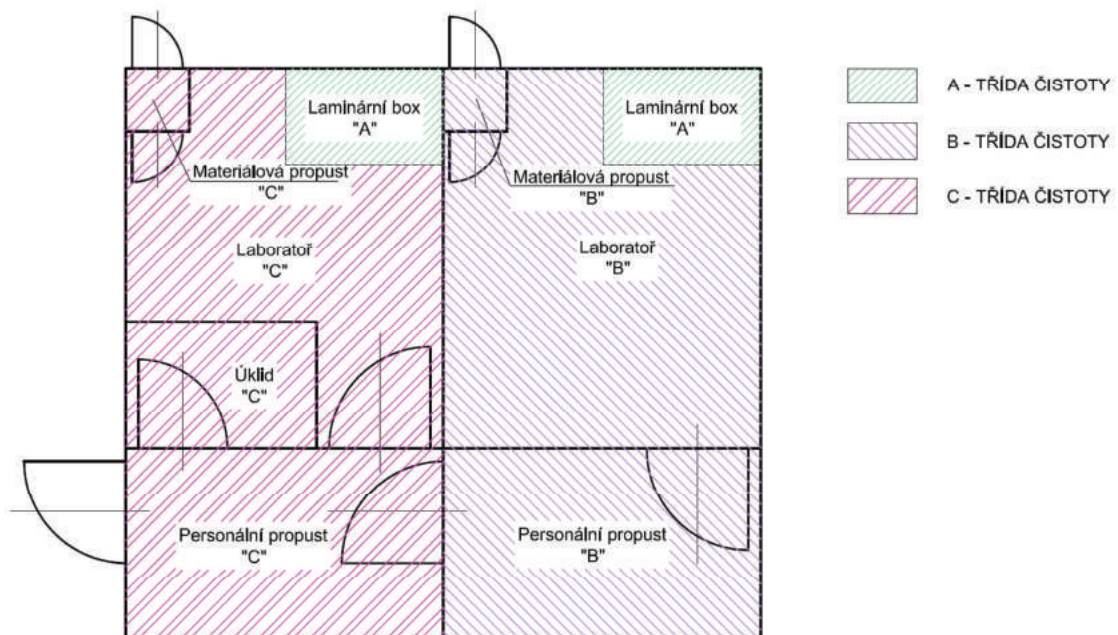 Laminární box
"A"
Laminární box
"A"
Materiálová propust
"C"
Materiálová propust
"B"
Laboratoř
"C"
Laboratoř
"B"
Úklid
"C"
Personální propust
"C"
Personální propust
"B"
A - TŘÍDA ČISTOTY
B - TŘÍDA ČISTOTY
C - TŘÍDA ČISTOTY